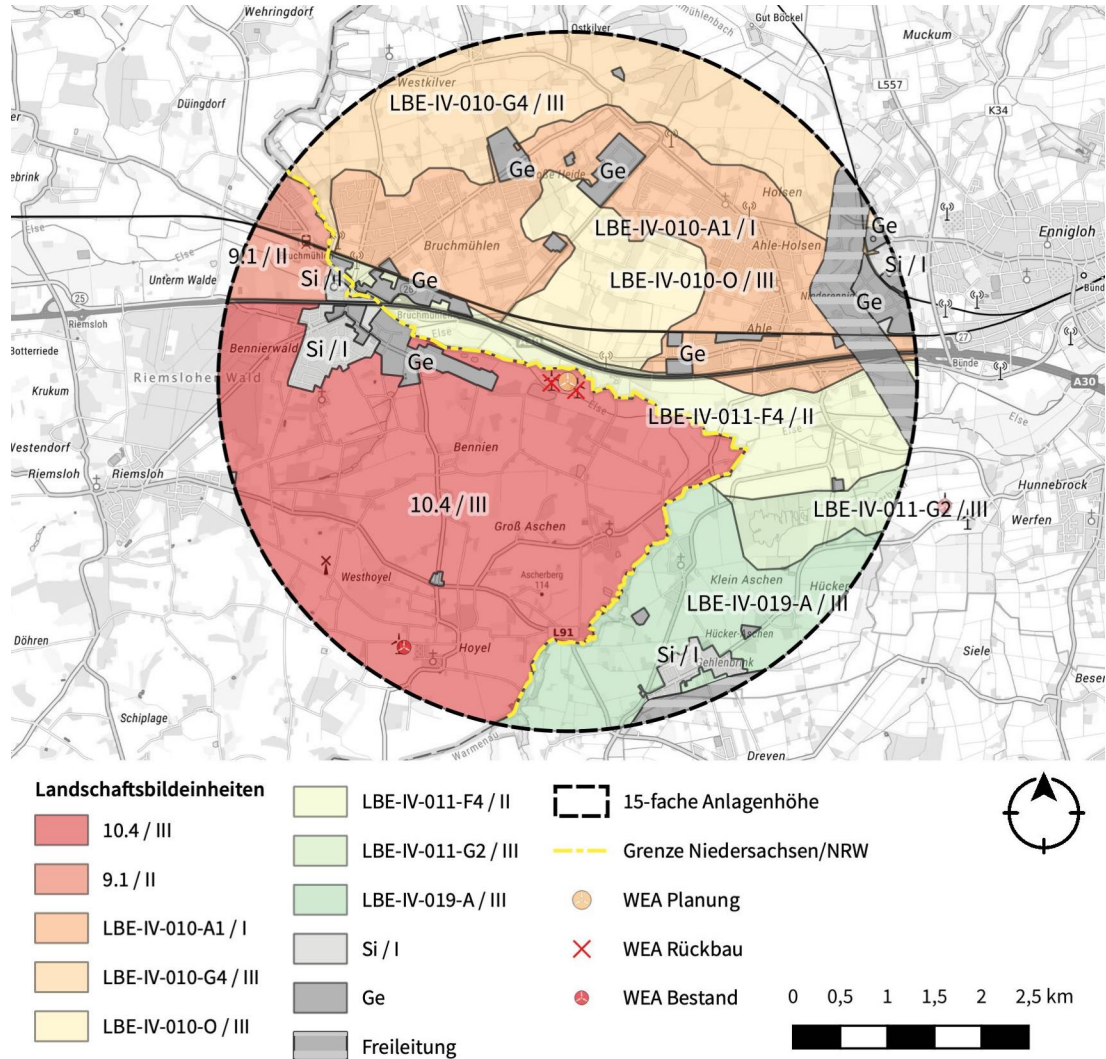 Wehringdorf
Ostkilver
Gut Böckel
Muckum
Westkilver
L557
LBE-IV-010-G4 / III
Düingdorf
K34
Ge
Ge
Holsen
Bruchmühlen
LBE-IV-010-A1 / I
Ge
Ahle-Holsen
Ennigloh
Else
9.1 / II
Si / I
Unterm Walde
Si / II
Ge
LBE-IV-010-O / III
25
Riemsloh
Ge
Bünde
Ahle
27
Botterriede
Bennierwald
Si / I
Else
Riemsloher Wald
Ge
Ge
Bünde
A30
Krukum
Else
LBE-IV-011-F4 / II
Else
Westendorf
Bennien
Riemsloh
Riemsloh
Hunnebrock
10.4 / III
LBE-IV-011-G2 / III
Groß Aschen
Werfen
Westhoyel
Ascherberg
114
Klein Aschen
Hücker
LBE-IV-019-A / III
Döhren
L91
Hücker-Aschen
Hoyel
Si / I
Siele
Schiplage
Warmenau
Dreyen
Landschaftsbildeinheiten
10.4 / III
9.1 / II
LBE-IV-010-A1 / I
LBE-IV-010-G4 / III
LBE-IV-010-O / III
LBE-IV-011-F4 / II
LBE-IV-011-G2 / III
LBE-IV-019-A / III
Si / I
Ge
Freileitung
15-fache Anlagenhöhe
Grenze Niedersachsen/NRW
WEA Planung
WEA Rückbau
WEA Bestand
0 0,5 1 1,5 2 2,5 km